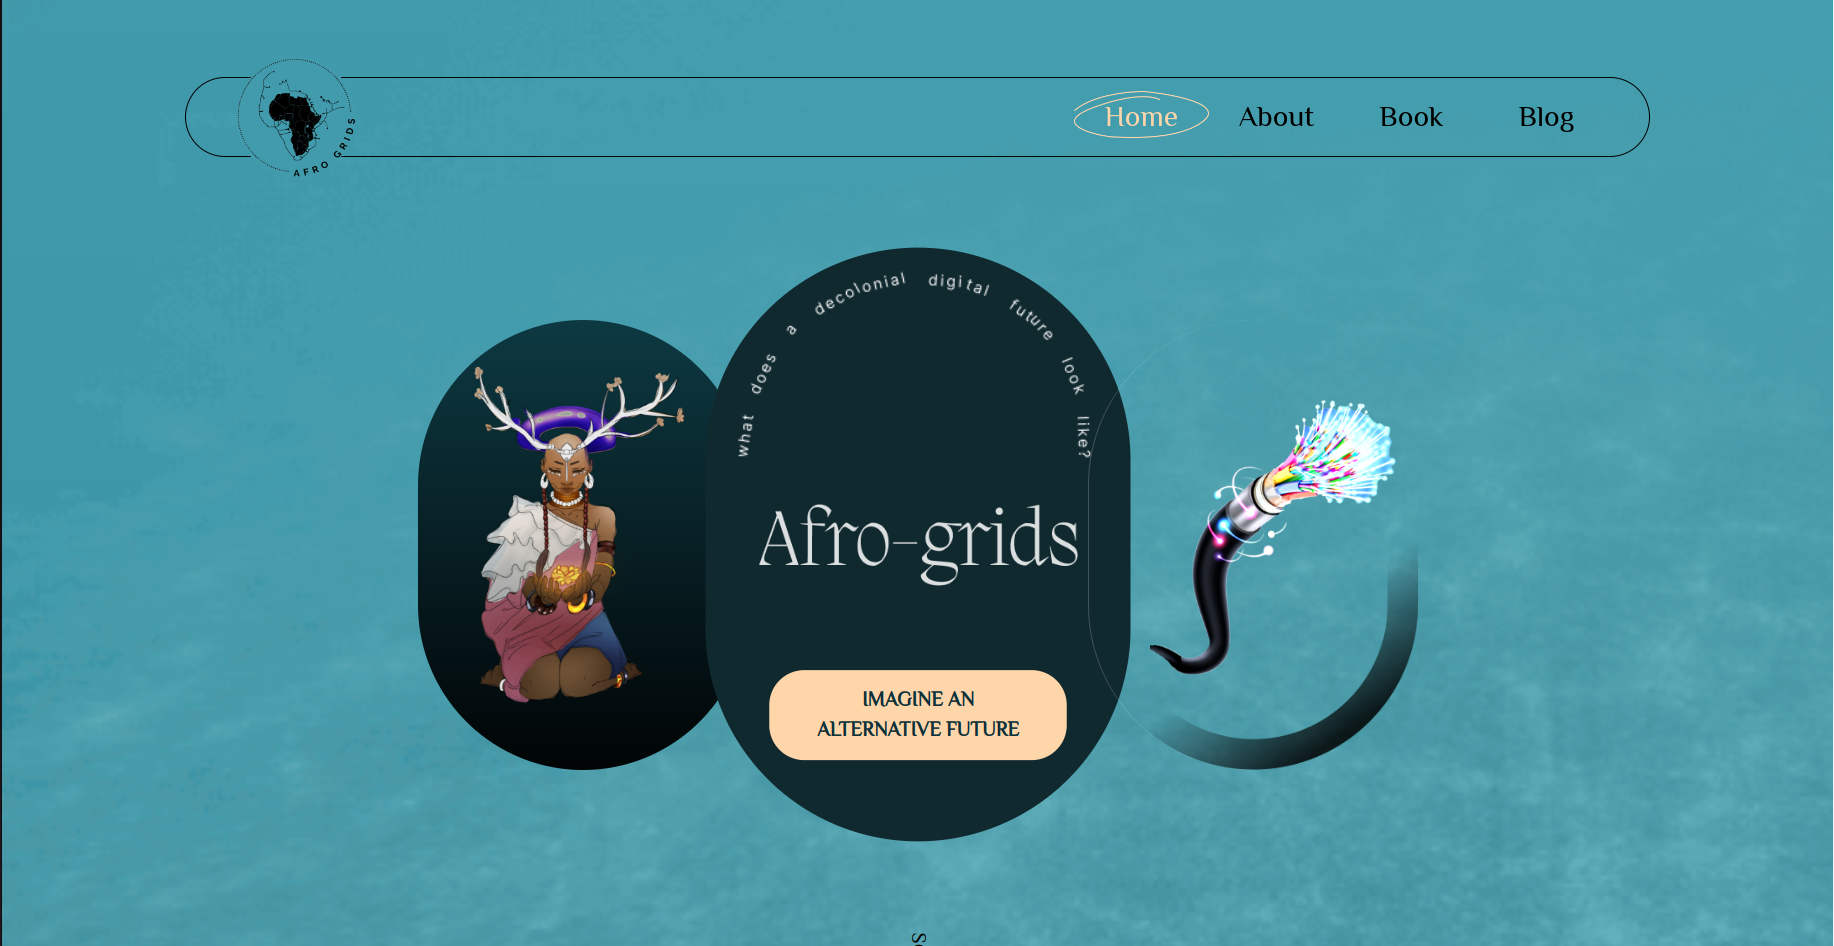 AFRO GRIDS
Home
About
Book
Blog
what does a decolonial digital future look like?
Afro-grids
IMAGINE AN
ALTERNATIVE FUTURE